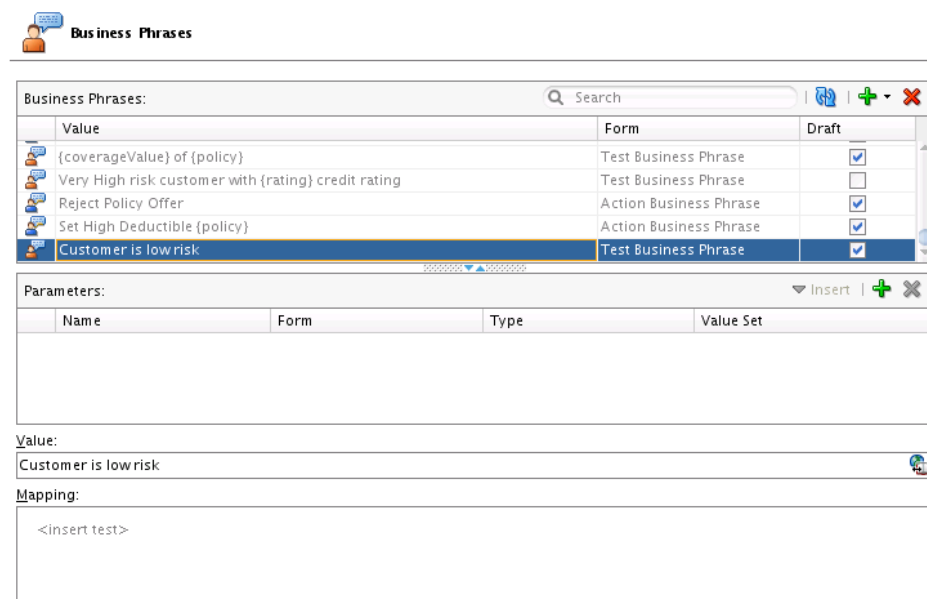 Business Phrases
Business Phrases: Search
Value Form Draft
{coverageValue} of {policy} Test Business Phrase
Very High risk customer with {rating} credit rating Test Business Phrase
Reject Policy Offer Action Business Phrase
Set High Deductible {policy} Action Business Phrase
Customer is low risk Test Business Phrase
Parameters: Insert
Name Form Type Value Set
Value:
Customer is low risk
Mapping:
<insert test>